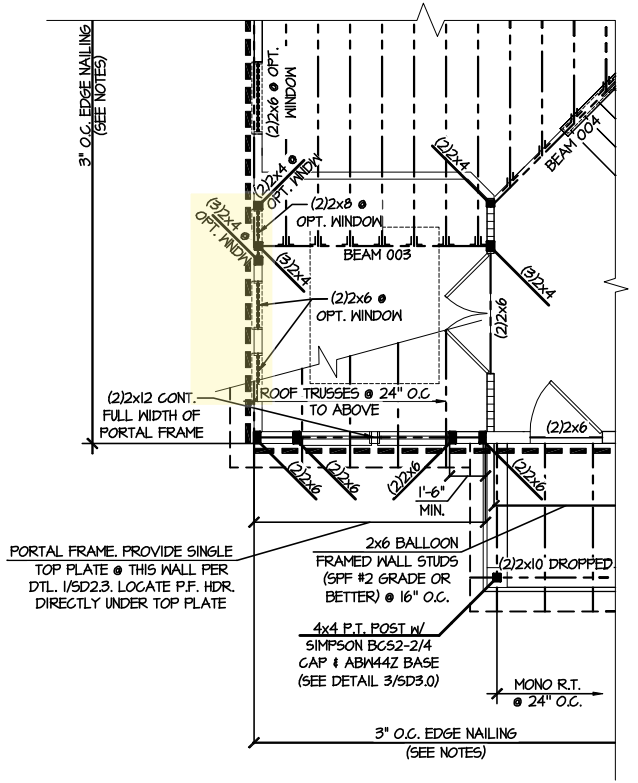 3" O.C. EDGE NAILING
(SEE NOTES)
(2)2x6 @ OPT.
WINDOW
(2)2x4 @
OPT. WNDW
(2)2x4
BEAM 004
(3)2x4 @
OPT. WNDW
(2)2x8 @
OPT. WINDOW
BEAM 003
(3)2x4
(3)2x4
(2)2x6 @
OPT. WINDOW
(2)2x6
(2)2x12 CONT.
FULL WIDTH OF
PORTAL FRAME
ROOF TRUSSES @ 24" O.C
TO ABOVE
(2)2x6
(2)2x6
(2)2x6
(2)2x6
(2)2x6
1'-6"
MIN.
PORTAL FRAME. PROVIDE SINGLE
TOP PLATE @ THIS WALL PER
DTL. 1/SD2.3. LOCATE P.F. HDR.
DIRECTLY UNDER TOP PLATE
2x6 BALLOON
FRAMED WALL STUDS
(SPF #2 GRADE OR
BETTER) @ 16" O.C.
(2)2x10 DROPPED
4x4 P.T. POST W/
SIMPSON BCS2-2/4
CAP & ABW44Z BASE
(SEE DETAIL 3/SD3.0)
MONO R.T.
@ 24" O.C.
3" O.C. EDGE NAILING
(SEE NOTES)